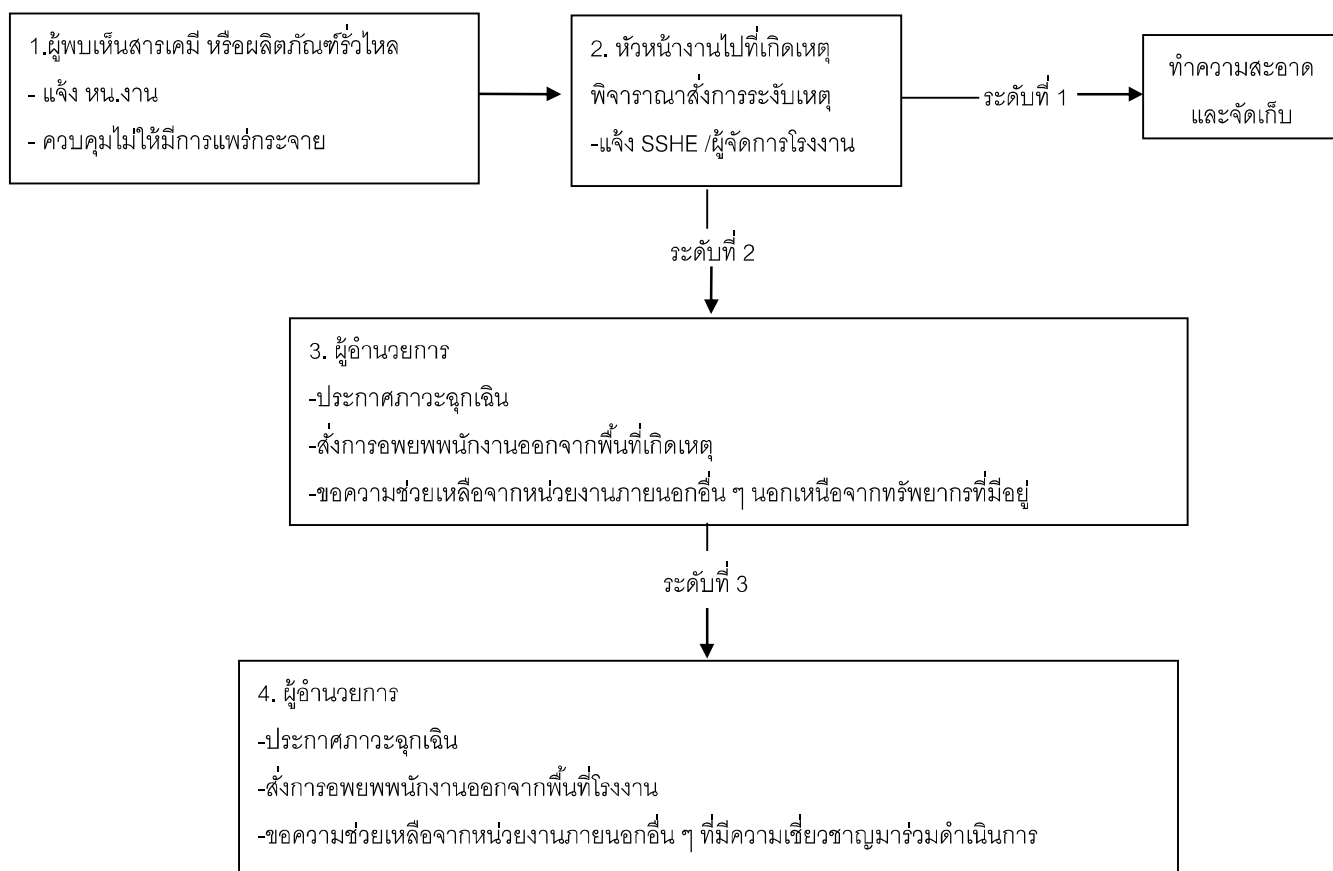 1.ผู้พบเห็นสารเคมี หรือผลิตภัณฑ์รั่วไหล
- แจ้ง หน.งาน
- ควบคุมไม่ให้มีการแพร่กระจาย
2. หัวหน้างานไปที่เกิดเหตุ
พิจาราณาสั่งการระงับเหตุ
-แจ้ง SSHE /ผู้จัดการโรงงาน
ระดับที่ 1
ทำความสะอาด
และจัดเก็บ
ระดับที่ 2
3. ผู้อำนวยการ
-ประกาศภาวะฉุกเฉิน
-สั่งการอพยพพนักงานออกจากพื้นที่เกิดเหตุ
-ขอความช่วยเหลือจากหน่วยงานภายนอกอื่น ๆ นอกเหนือจากทรัพยากรที่มีอยู่
ระดับที่ 3
4. ผู้อำนวยการ
-ประกาศภาวะฉุกเฉิน
-สั่งการอพยพพนักงานออกจากพื้นที่โรงงาน
-ขอความช่วยเหลือจากหน่วยงานภายนอกอื่น ๆ ที่มีความเชี่ยวชาญมาร่วมดำเนินการ